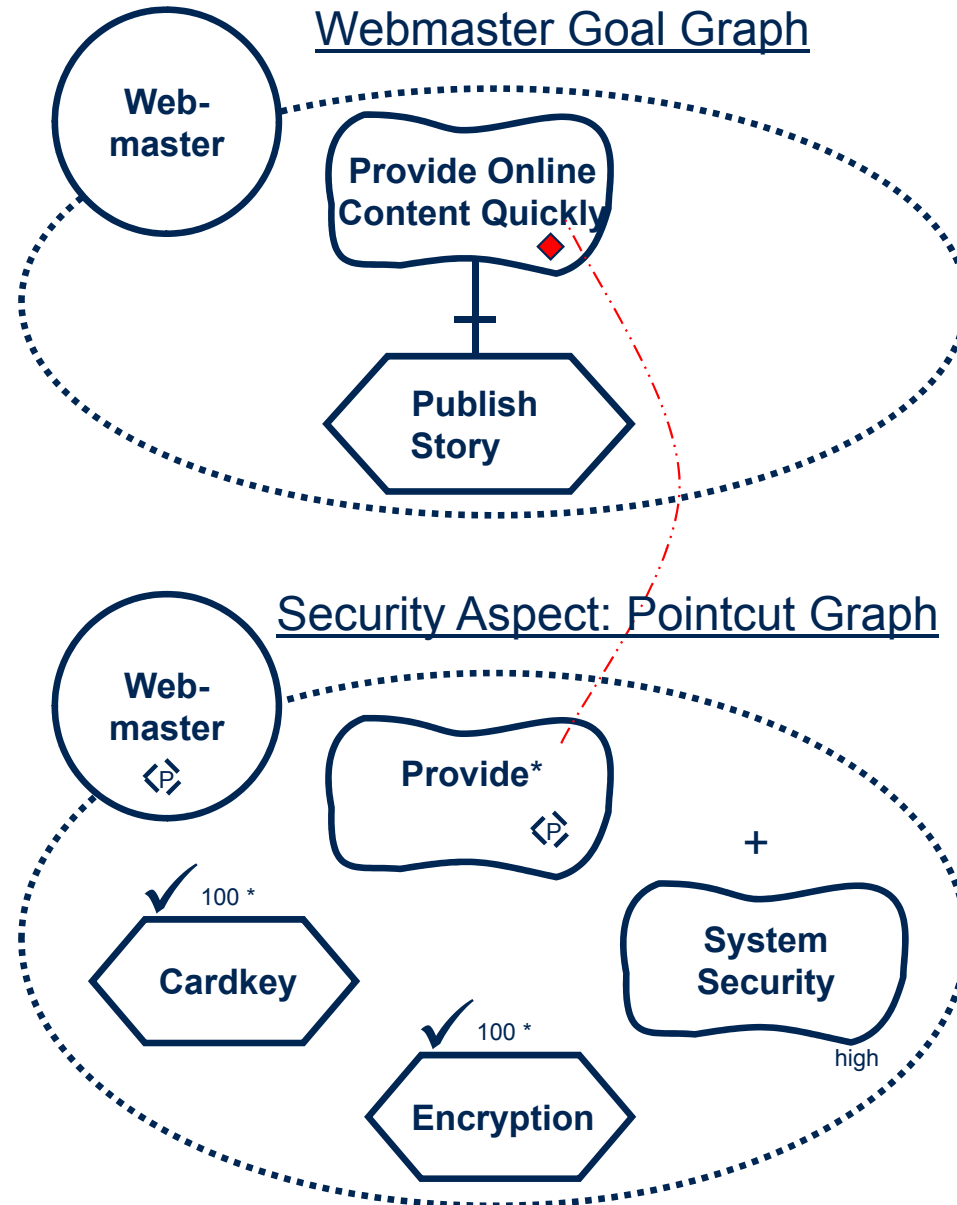 Webmaster Goal Graph
Web-
master
Provide Online
Content Quickly
Publish
Story
Security Aspect: Pointcut Graph
Web-
master
P
Provide*
P
+
100 *
Cardkey
System
Security
high
100 *
Encryption